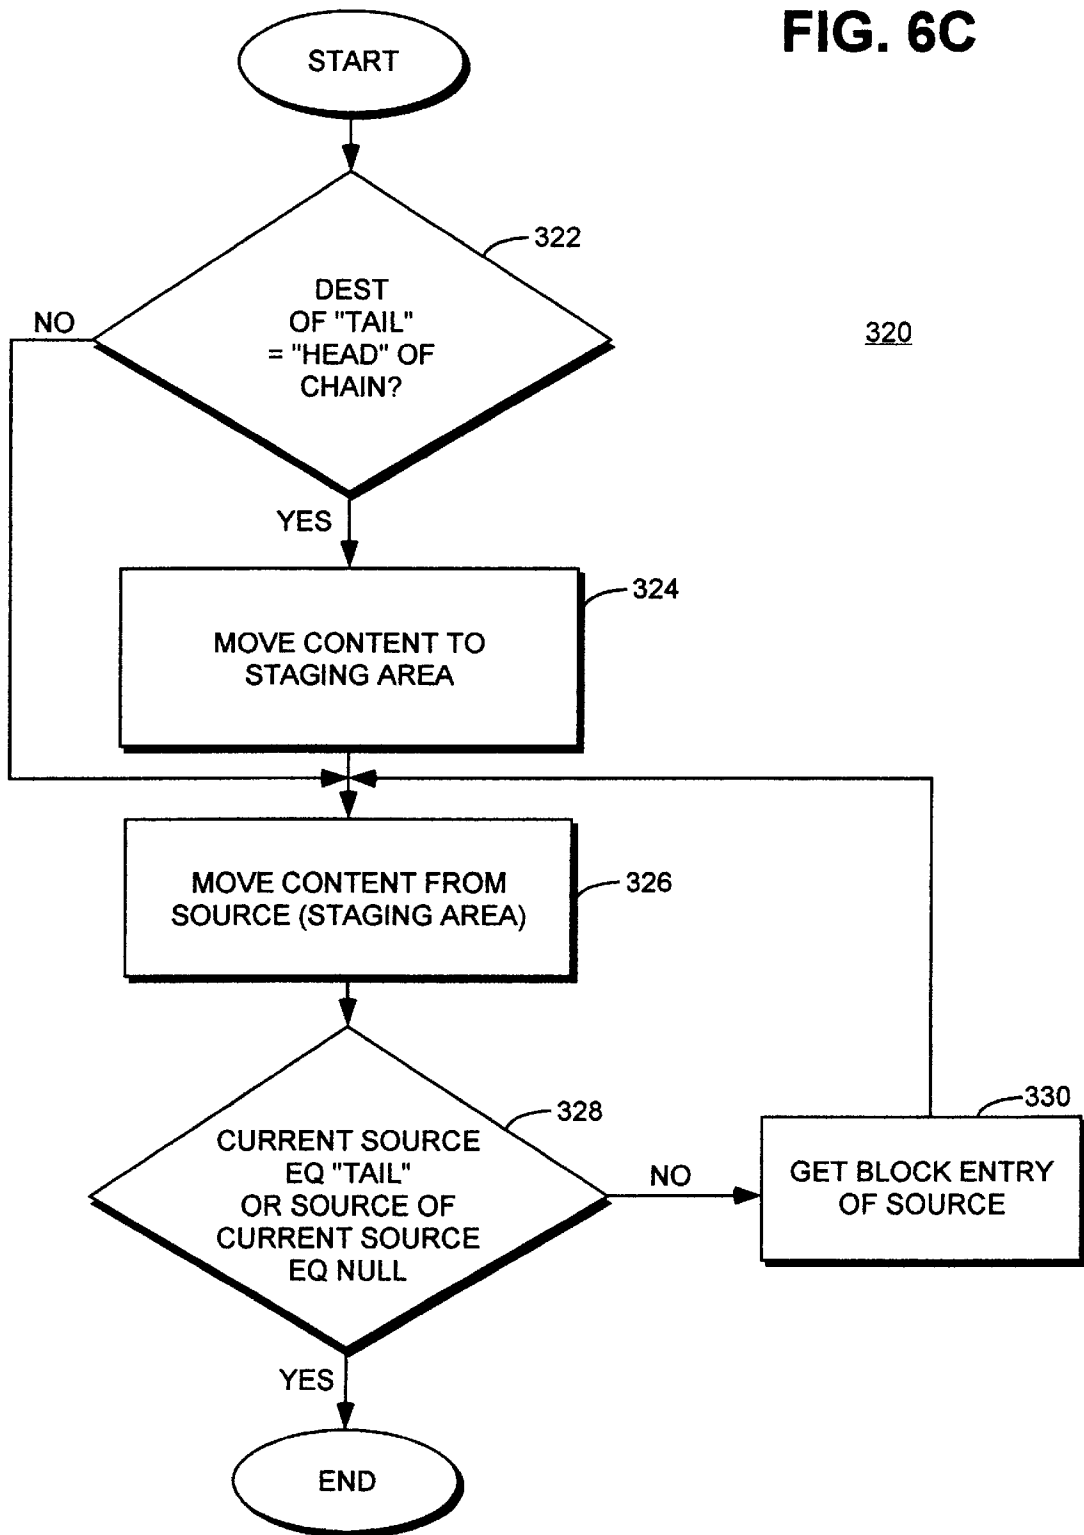 FIG. 6C
START
322
DEST
OF "TAIL"
= "HEAD" OF
CHAIN?
NO
320
YES
324
MOVE CONTENT TO
STAGING AREA
MOVE CONTENT FROM
SOURCE (STAGING AREA)
326
328
CURRENT SOURCE
EQ "TAIL"
OR SOURCE OF
CURRENT SOURCE
EQ NULL
NO
330
GET BLOCK ENTRY
OF SOURCE
YES
END